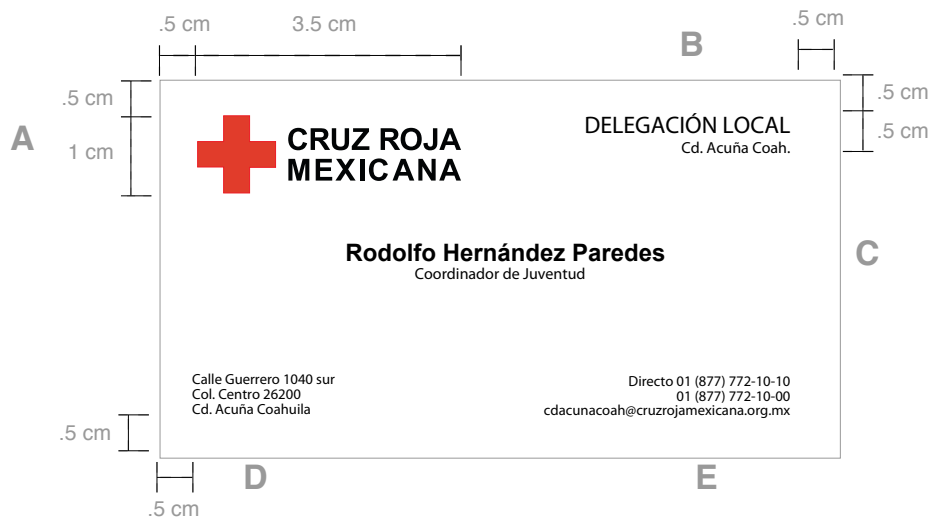 .5 cm
3.5 cm
B
.5 cm
.5 cm
A
1 cm
CRUZ ROJA
MEXICANA
DELEGACIÓN LOCAL
Cd. Acuña Coah.
.5 cm
.5 cm
Rodolfo Hernández Paredes
Coordinador de Juventud
C
Calle Guerrero 1040 sur
Col. Centro 26200
Cd. Acuña Coahuila
Directo 01 (877) 772-10-10
01 (877) 772-10-00
cdacunacoah@cruzrojamexicana.org.mx
.5 cm
D
E
.5 cm